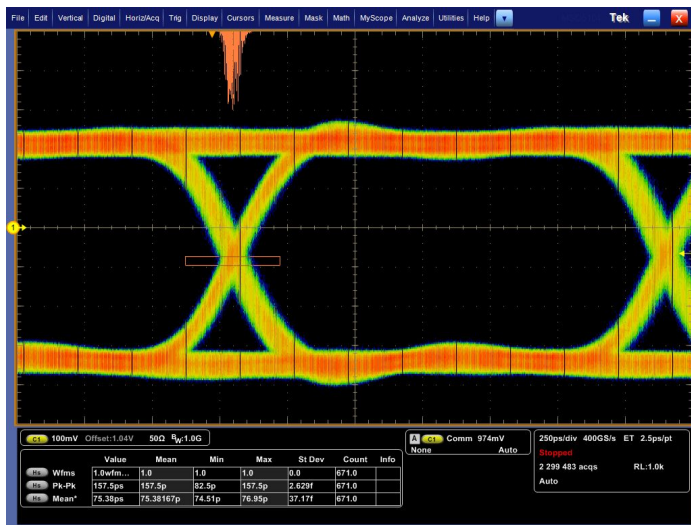 File Edit Vertical Digital Horiz/Acq Trig Display Cursors Measure Mask Math MyScope Analyze Utilities Help Tek X
1
C1 100mV Offset:1.04V 50Ω BW:1.0G
A C1 Comm 974mV
None Auto
250ps/div 400GS/s ET 2.5ps/pt
Stopped
2 299 483 acqs RL:1.0k
Auto
Value Mean Min Max St Dev Count Info
Hs Wfms 1.0wfm... 1.0 1.0 1.0 0.0 671.0
Hs Pk-Pk 157.5ps 157.5p 82.5p 157.5p 2.629f 671.0
Hs Mean* 75.38ps 75.38167p 74.51p 76.95p 37.17f 671.0